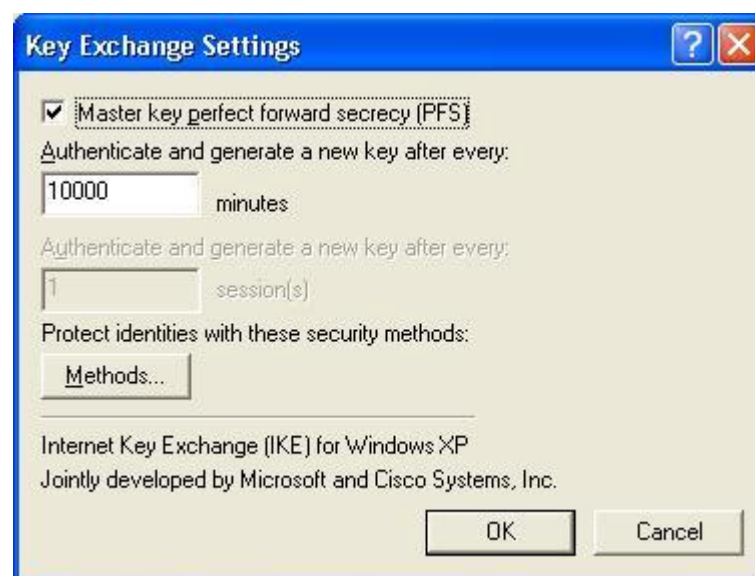 Key Exchange Settings
Master key perfect forward secrecy (PFS)
Authenticate and generate a new key after every:
10000 minutes
Authenticate and generate a new key after every:
1 session(s)
Protect identities with these security methods:
Methods...
Internet Key Exchange (IKE) for Windows XP
Jointly developed by Microsoft and Cisco Systems, Inc.
OK Cancel